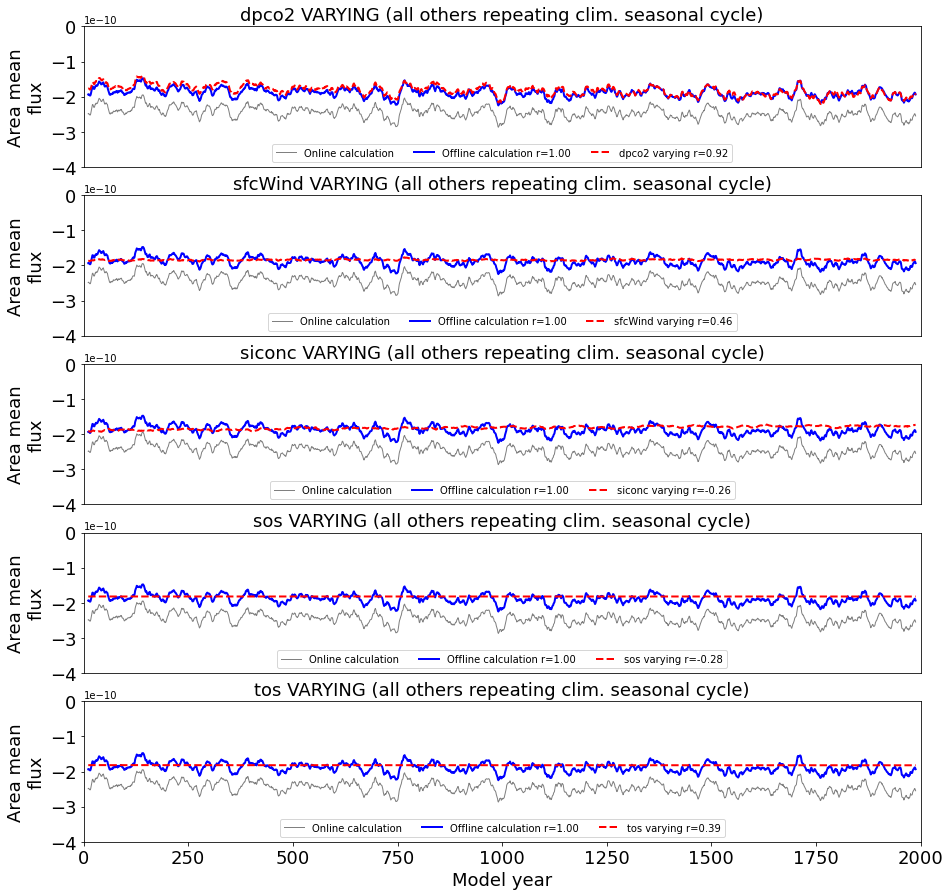 dpco2 VARYING (all others repeating clim. seasonal cycle)
1e−10
0
−1
−2
−3
−4
Area mean
flux
Online calculation
Offline calculation r=1.00
dpco2 varying r=0.92
sfcWind VARYING (all others repeating clim. seasonal cycle)
1e−10
0
−1
−2
−3
−4
Area mean
flux
Online calculation
Offline calculation r=1.00
sfcWind varying r=0.46
siconc VARYING (all others repeating clim. seasonal cycle)
1e−10
0
−1
−2
−3
−4
Area mean
flux
Online calculation
Offline calculation r=1.00
siconc varying r=-0.26
sos VARYING (all others repeating clim. seasonal cycle)
1e−10
0
−1
−2
−3
−4
Area mean
flux
Online calculation
Offline calculation r=1.00
sos varying r=-0.28
tos VARYING (all others repeating clim. seasonal cycle)
1e−10
0
−1
−2
−3
−4
Area mean
flux
Online calculation
Offline calculation r=1.00
tos varying r=0.39
0 250 500 750 1000 1250 1500 1750 2000
Model year